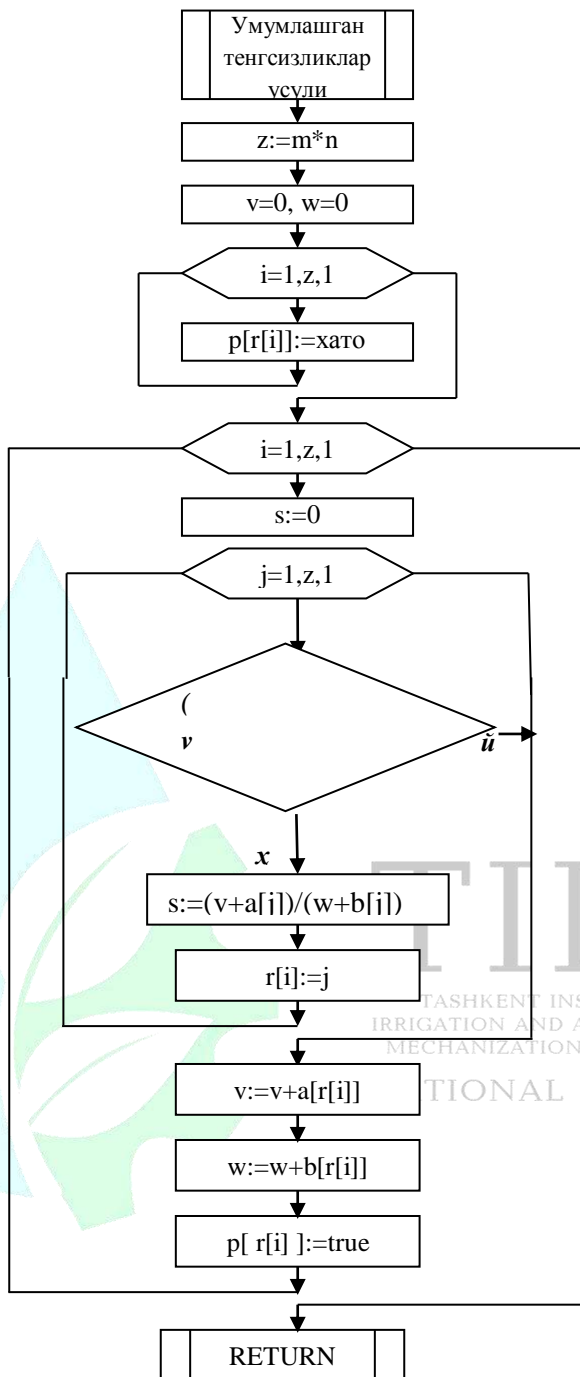 Умумлашган
тенгсизликлар
усули
z:=m*n
v=0, w=0
i=1,z,1
p[r[i]]:=хато
i=1,z,1
s:=0
j=1,z,1
(
v
й
х
s:=(v+a[j])/(w+b[j])
r[i]:=j
TASHKENT INS
IRRIGATION AND A
MECHANIZATION
TIONAL
v:=v+a[r[i]]
w:=w+b[r[i]]
p[ r[i] ]:=true
RETURN